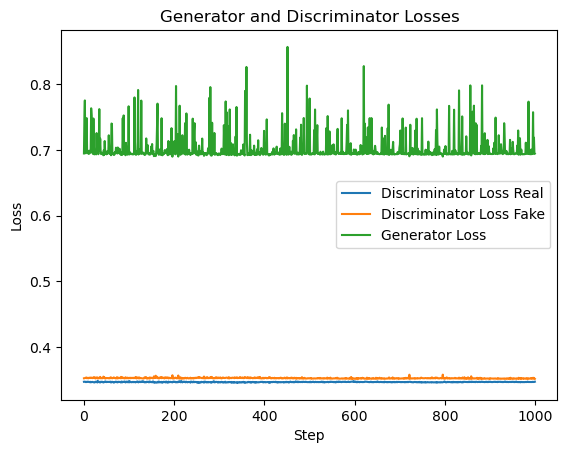 Generator and Discriminator Losses
Loss
0.8
0.7
0.6
0.5
0.4
Discriminator Loss Real
Discriminator Loss Fake
Generator Loss
0
200
400
600
800
1000
Step